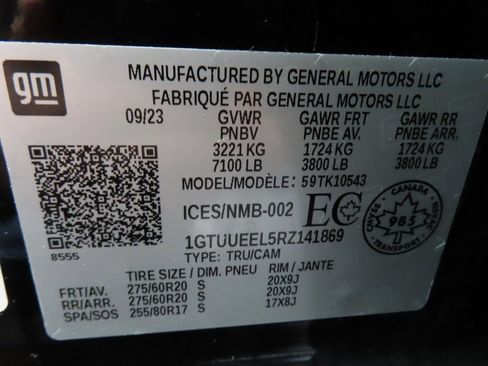 gm
MANUFACTURED BY GENERAL MOTORS LLC
FABRIQUÉ PAR GENERAL MOTORS LLC
09/23 GVWR GAWR FRT GAWR RR
PNBV PNBE AV. PNBE ARR.
3221 KG 1724 KG 1724 KG
7100 LB 3800 LB 3800 LB
MODEL/MODÈLE: 59TK10543
ICES/NMB-002 EC
CANADA
985
TRANS
8555
1GTUUEEL5RZ141869
TYPE: TRU/CAM
TIRE SIZE / DIM. PNEU RIM / JANTE
FRT/AV. 275/60R20 S 20X9J
RR/ARR. 275/60R20 S 20X9J
SPA/SOS 255/80R17 S 17X8J